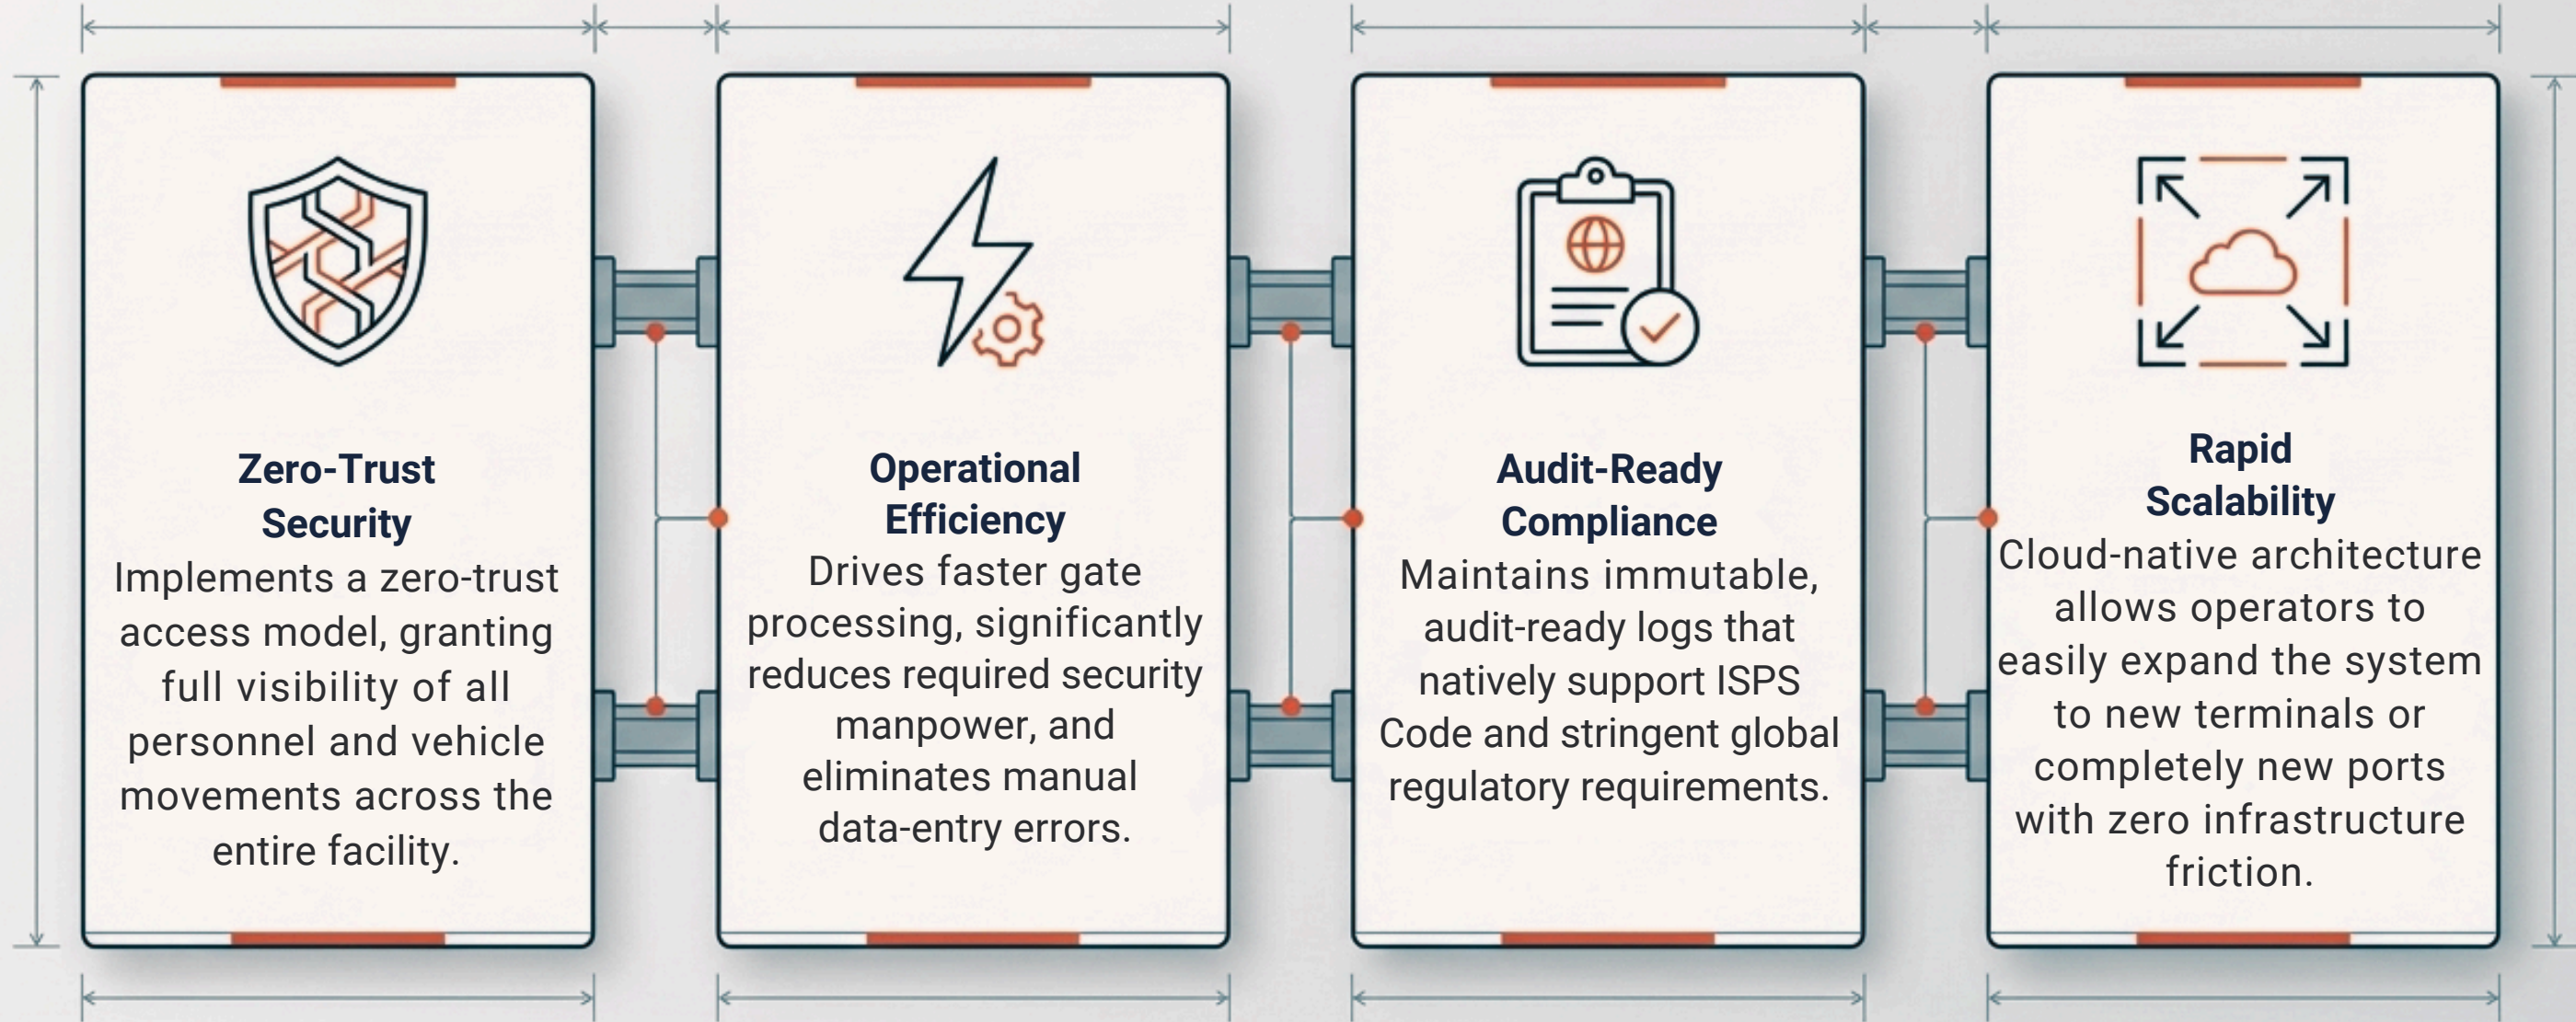 Zero-Trust
Security
Implements a zero-trust
access model, granting
full visibility of all
personnel and vehicle
movements across the
entire facility.
Operational
Efficiency
Drives faster gate
processing, significantly
reduces required security
manpower, and
eliminates manual
data-entry errors.
Audit-Ready
Compliance
Maintains immutable,
audit-ready logs that
natively support ISPS
Code and stringent global
regulatory requirements.
Rapid
Scalability
Cloud-native architecture
allows operators to
easily expand the system
to new terminals or
completely new ports
with zero infrastructure
friction.